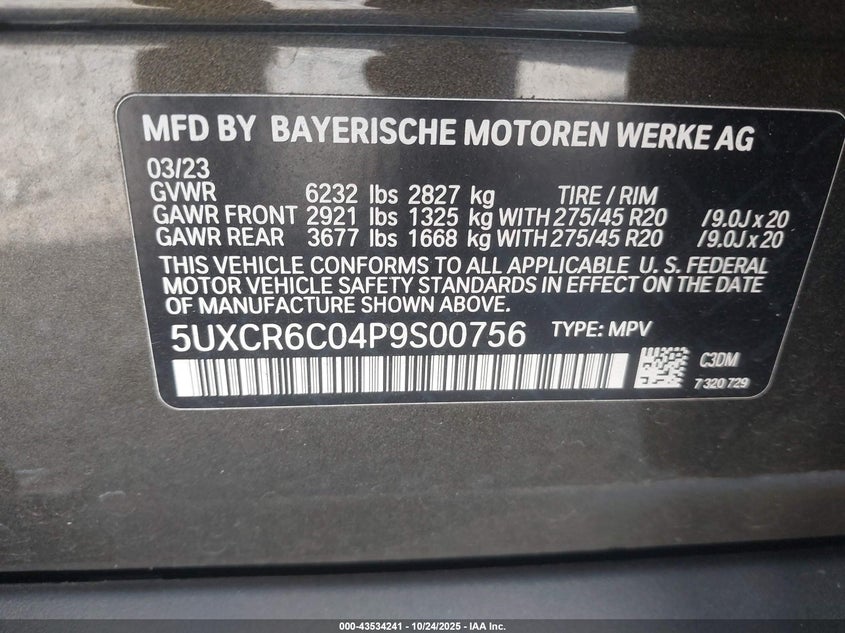 MFD BY BAYERISCHE MOTOREN WERKE AG
03/23
GVWR 6232 lbs 2827 kg TIRE / RIM
GAWR FRONT 2921 lbs 1325 kg WITH 275/45 R20 /9.0J x 20
GAWR REAR 3677 lbs 1668 kg WITH 275/45 R20 /9.0J x 20
THIS VEHICLE CONFORMS TO ALL APPLICABLE U. S. FEDERAL
MOTOR VEHICLE SAFETY STANDARDS IN EFFECT ON THE DATE
OF MANUFACTURE SHOWN ABOVE.
5UXCR6C04P9S00756 TYPE: MPV
C3DM
7 320 729
000-43534241 - 10/24/2025 - IAA Inc.